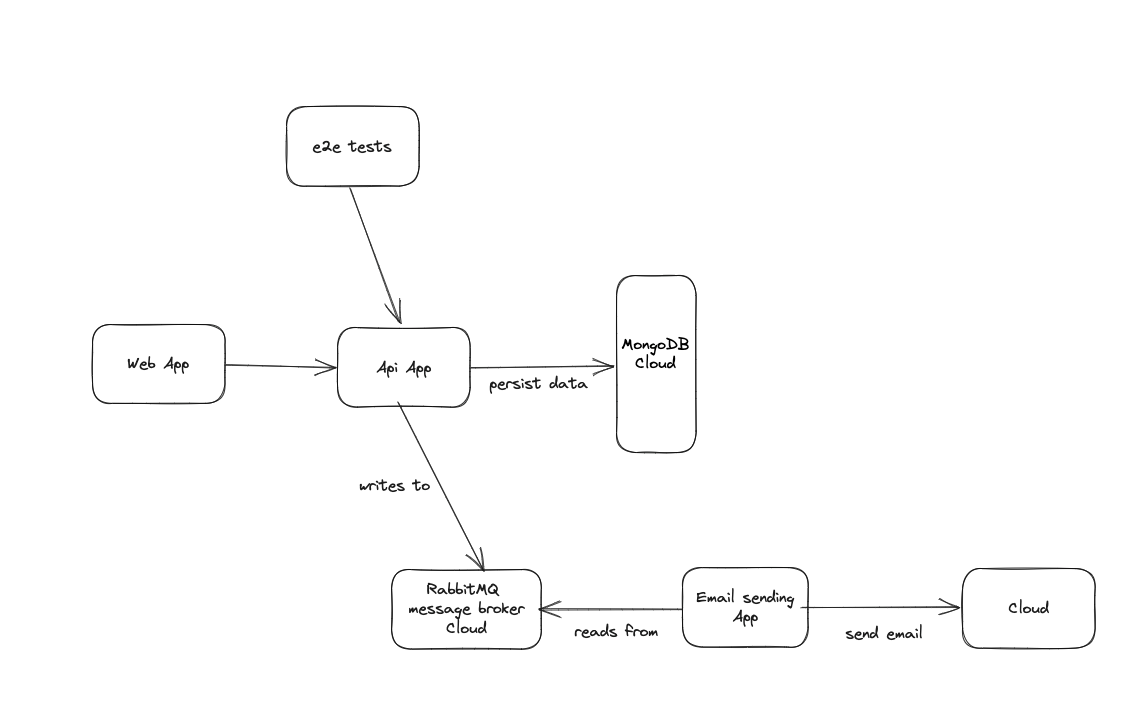 e2e tests
Web App
Api App
persist data
MongoDB
Cloud
writes to
RabbitMQ
message broker
Cloud
reads from
Email sending
App
send email
Cloud